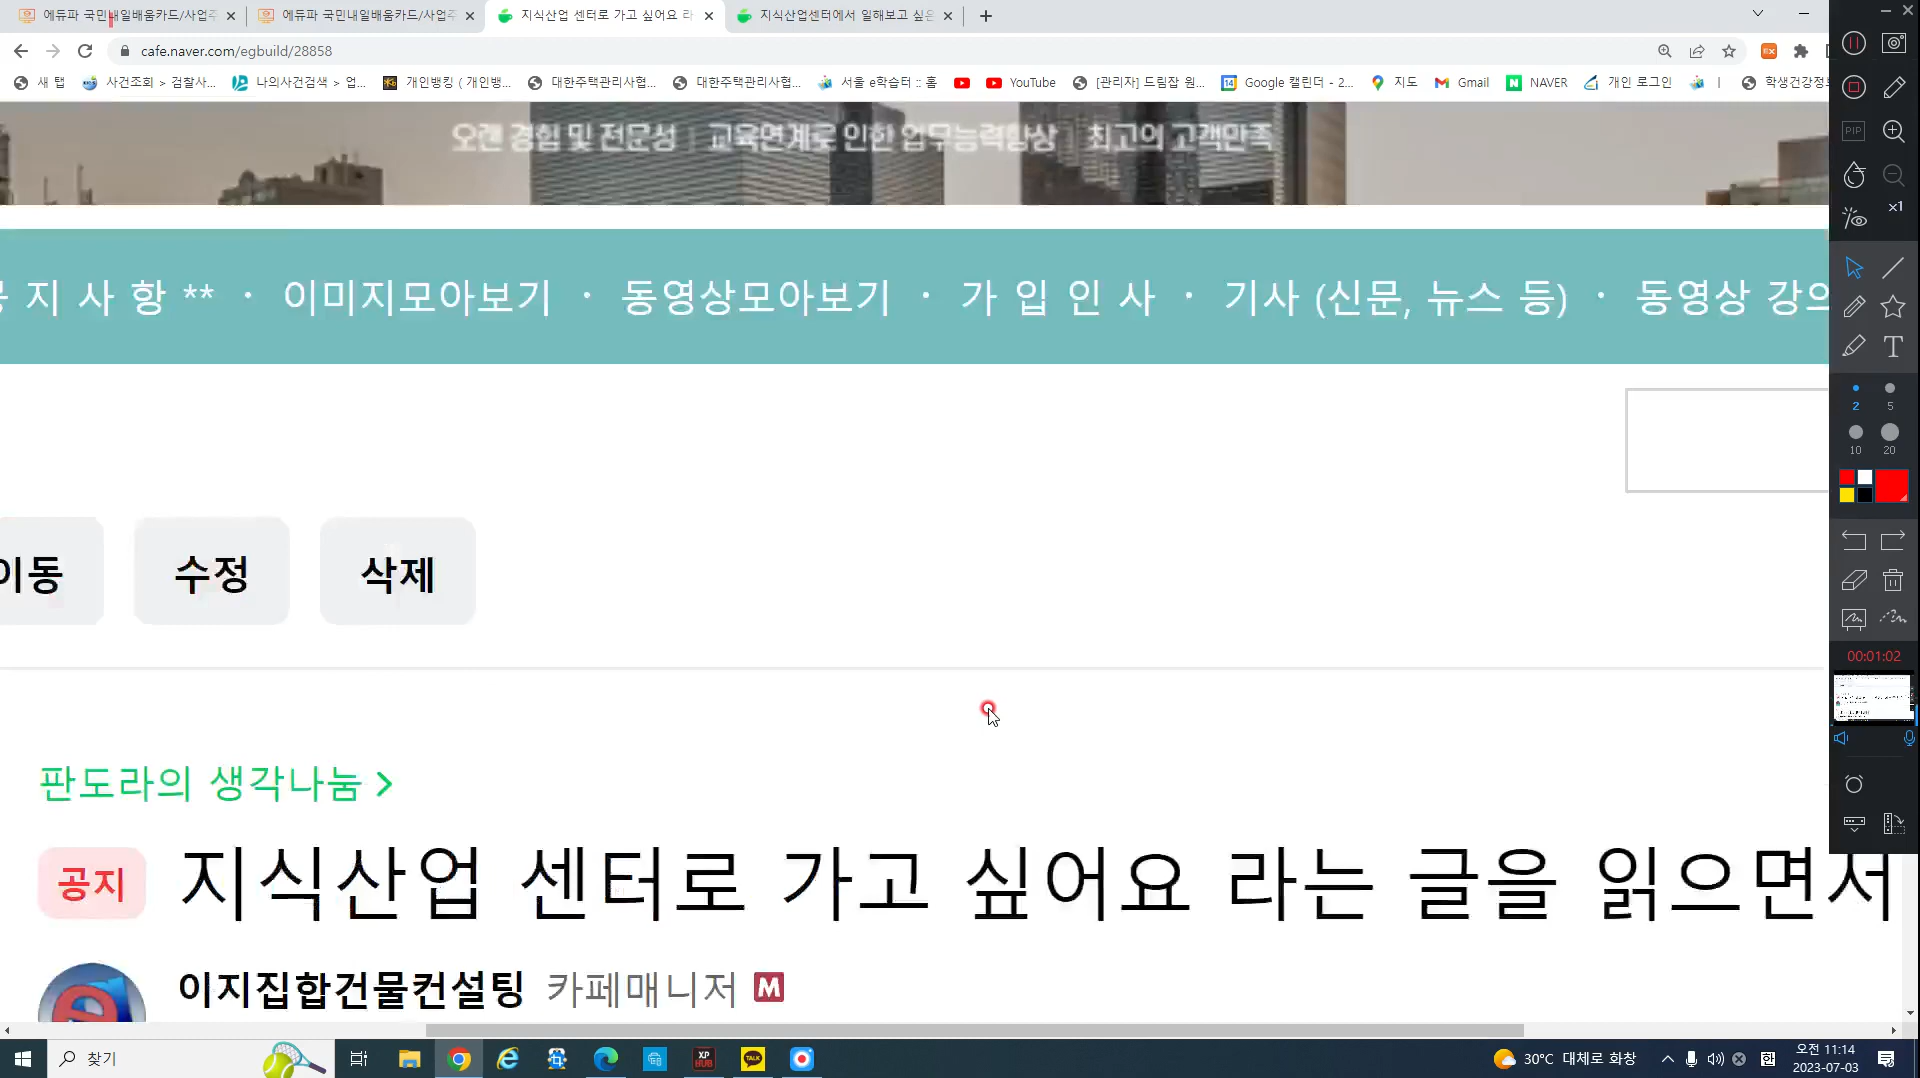 에듀파 국민내일배움카드/사업주
에듀파 국민내일배움카드/사업주
지식산업 센터로 가고 싶어요 라
지식산업센터에서 일해보고 싶은
cafe.naver.com/egbuild/28858
새 탭
사건조회 > 검찰사...
나의사건검색 > 업...
개인뱅킹 ( 개인뱅...
대한주택관리사협...
대한주택관리사협...
서울 e학습터 :: 홈
YouTube
[관리자] 드림잡 원...
Google 캘린더 - 2...
지도
Gmail
NAVER
개인 로그인
|
학생건강정보
오랜 경험 및 전문성 | 교육연계로 인한 업무능력향상 | 최고의 고객만족
공 지 사 항 ** · 이미지모아보기 · 동영상모아보기 · 가 입 인 사 · 기사 (신문, 뉴스 등) · 동영상 강의
이동
수정
삭제
판도라의 생각나눔 >
공지 지식산업 센터로 가고 싶어요 라는 글을 읽으면서
이지집합건물컨설팅 카페매니저 M
PIP
x1
T
2
5
10
20
00:01:02
찾기
XP
HUB
TALK
30°C 대체로 화창
한
오전 11:14
2023-07-03